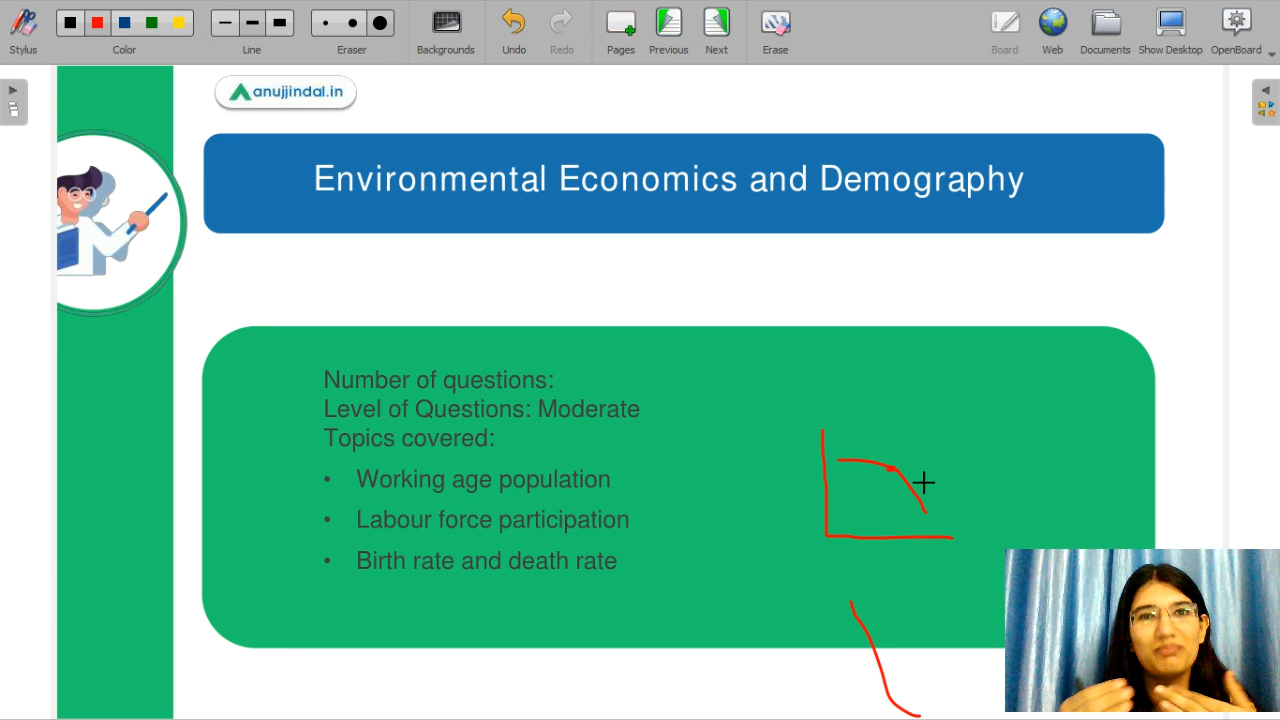 Stylus
Color
Line
Eraser
Backgrounds
Undo
Redo
Pages
Previous
Next
Erase
Board
Web
Documents
Show Desktop
OpenBoard
anujjindal.in
Environmental Economics and Demography
Number of questions:
Level of Questions: Moderate
Topics covered:
• Working age population
• Labour force participation
• Birth rate and death rate